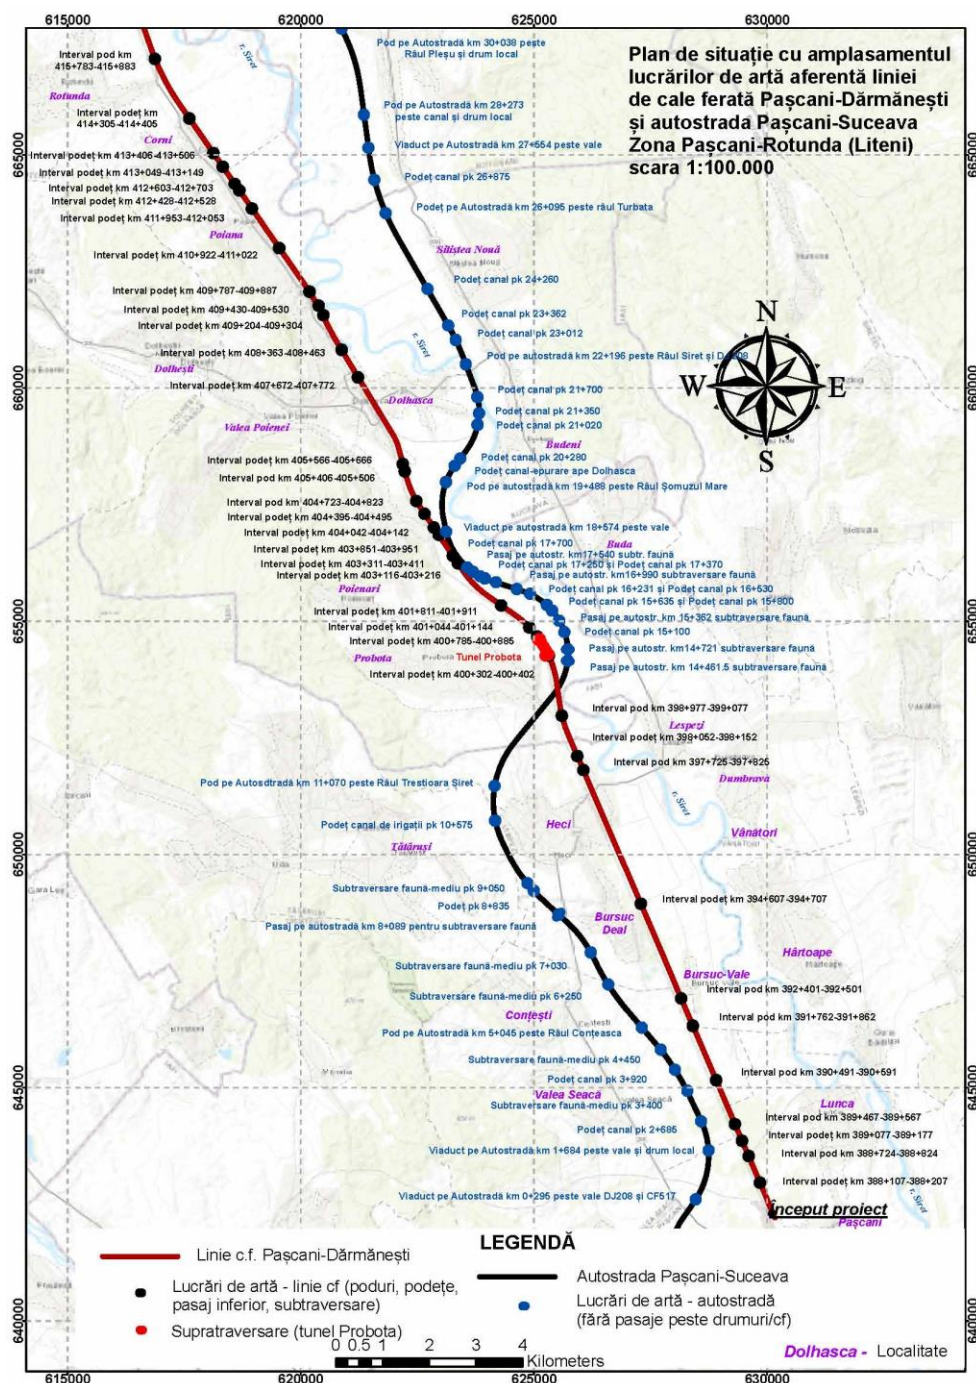 615000 620000 625000 630000
Plan de situație cu amplasamentul
lucrărilor de artă aferentă liniei
de cale ferată Pașcani-Dărmănești
și autostrada Pașcani-Suceava
Zona Pașcani-Rotunda (Liteni)
scara 1:100.000
Interval pod km
415+783-415+883
Rotunda
Interval podeț km
414+305-414+405
Corni
Interval podeț km 413+406-413+506
Interval podeț km 413+049-413+149
Interval podeț km 412+603-412+703
Interval podeț km 412+428-412+528
Interval podeț km 411+953-412+053
Poiana
Interval podeț km 410+922-411+022
Interval podeț km 409+787-409+887
Interval podeț km 409+430-409+530
Interval podeț km 409+204-409+304
Interval podeț km 408+363-408+463
Dolhești
Interval podeț km 407+672-407+772
Dolhasca
Valea Poienei
Interval podeț km 405+566-405+666
Interval pod km 405+406-405+506
Interval pod km 404+723-404+823
Interval podeț km 404+395-404+495
Interval podeț km 404+042-404+142
Interval podeț km 403+851-403+951
Interval podeț km 403+311-403+411
Interval podeț km 403+116-403+216
Poienari
Interval podeț km 401+811-401+911
Interval podeț km 401+044-401+144
Interval podeț km 400+785-400+885
Probota
Tunel Probota
Interval podeț km 400+302-400+402
r. Siret
Pod pe Autostradă km 30+038 peste
Râul Pleșu și drum local
Pod pe Autostradă km 28+273
peste canal și drum local
Viaduct pe Autostradă km 27+554 peste vale
Podeț canal pk 26+875
Podeț pe Autostradă km 26+095 peste râul Turbata
Siliștea Nouă
Podeț canal pk 24+260
Podeț canal pk 23+362
Podeț canal pk 23+012
r. Siret
Pod pe autostradă km 22+196 peste Râul Siret și DJ208
Podeț canal pk 21+700
Podeț canal pk 21+350
Podeț canal pk 21+020
Budeni
Podeț canal pk 20+280
Podeț canal-epurare ape Dolhasca
Pod pe autostradă km 19+488 peste Râul Șomuzul Mare
Viaduct pe autostradă km 18+574 peste vale
Podeț canal pk 17+700
Buda
Pasaj pe autostr. km17+540 subtr. faună
Podeț canal pk 17+250 și Podeț canal pk 17+370
Pasaj pe autostr. km16+990 subtraversare faună
Podeț canal pk 16+231 și Podeț canal pk 16+530
Podeț canal pk 15+635 și Podeț canal pk 15+800
Pasaj pe autostr. km 15+362 subtraversare faună
Podeț canal pk 15+100
Pasaj pe autostr. km14+721 subtraversare faună
Pasaj pe autostr. km 14+461.5 subtraversare faună
N
W E
S
Interval pod km 398+977-399+077
Lespezi
Interval podeț km 398+052-398+152
Interval podeț km 397+725-397+825
Dumbrava
Pod pe Autosdtradă km 11+070 peste Râul Trestioara Siret
r. Siret
Podeț canal de irigații pk 10+575
Heci
Vânatori
Tătăruși
Subtraversare faună-mediu pk 9+050
Podeț pk 8+835
Interval podeț km 394+607-394+707
Bursuc
Deal
Pasaj pe autostradă km 8+089 pentru subtraversare faună
Hârtoape
Subtraversare faună-mediu pk 7+030
Bursuc-Vale
Interval pod km 392+401-392+501
Subtraversare faună-mediu pk 6+250
Contești
Interval pod km 391+762-391+862
Pod pe Autostradă km 5+045 peste Râul Conțeasca
Subtraversare faună-mediu pk 4+450
Interval pod km 390+491-390+591
Podeț canal pk 3+920
Valea Seacă
Subtraversare faună-mediu pk 3+400
Lunca
Interval pod km 389+467-389+567
Podeț canal pk 2+685
Interval podeț km 389+077-389+177
Viaduct pe Autostradă km 1+684 peste vale și drum local
Interval pod km 388+724-388+824
Interval podeț km 388+107-388+207
Viaduct pe Autostradă km 0+295 peste vale DJ208 și CF517
Început proiect
Pașcani
r. Siret
LEGENDĂ
Linie c.f. Pașcani-Dărmănești
Lucrări de artă - linie cf (poduri, podețe,
pasaj inferior, subtraversare)
Supratraversare (tunel Probota)
Autostrada Pașcani-Suceava
Lucrări de artă - autostradă
(fără pasaje peste drumuri/cf)
0 0.5 1 2 3 4
Kilometers
Dolhasca - Localitate
665000
660000
655000
650000
645000
640000
665000
660000
655000
650000
645000
640000
615000 620000 625000 630000